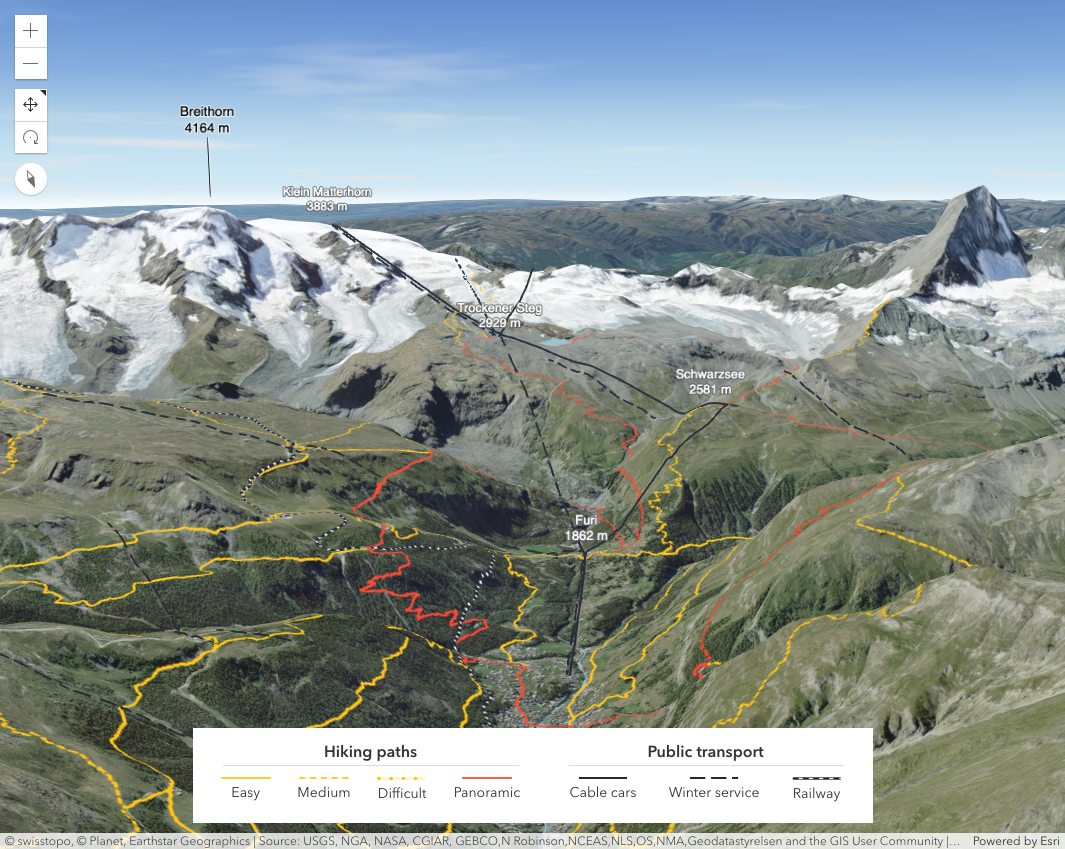 Breithorn
4164 m
Klein Matterhorn
3883 m
Trockener Steg
2929 m
Schwarzsee
2581 m
Furi
1862 m
Hiking paths
Public transport
Easy
Medium
Difficult
Panoramic
Cable cars
Winter service
Railway
© swisstopo, © Planet, Earthstar Geographics | Source: USGS, NGA, NASA, CGIAR, GEBCO,N Robinson,NCEAS,NLS,OS,NMA,Geodatastyrelsen and the GIS User Community |...
Powered by Esri